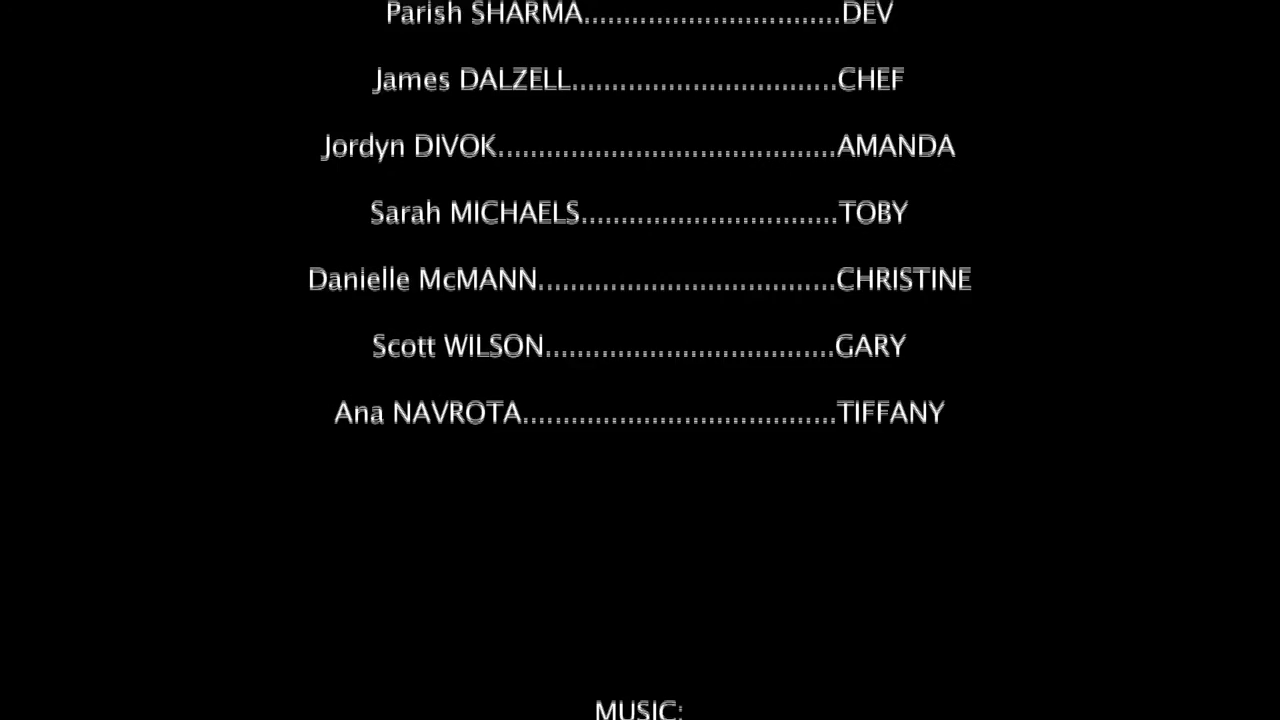 Parish SHARMA................................DEV
James DALZELL.................................CHEF
Jordyn DIVOK..........................................AMANDA
Sarah MICHAELS................................TOBY
Danielle McMANN.....................................CHRISTINE
Scott WILSON....................................GARY
Ana NAVROTA.......................................TIFFANY
MUSIC: